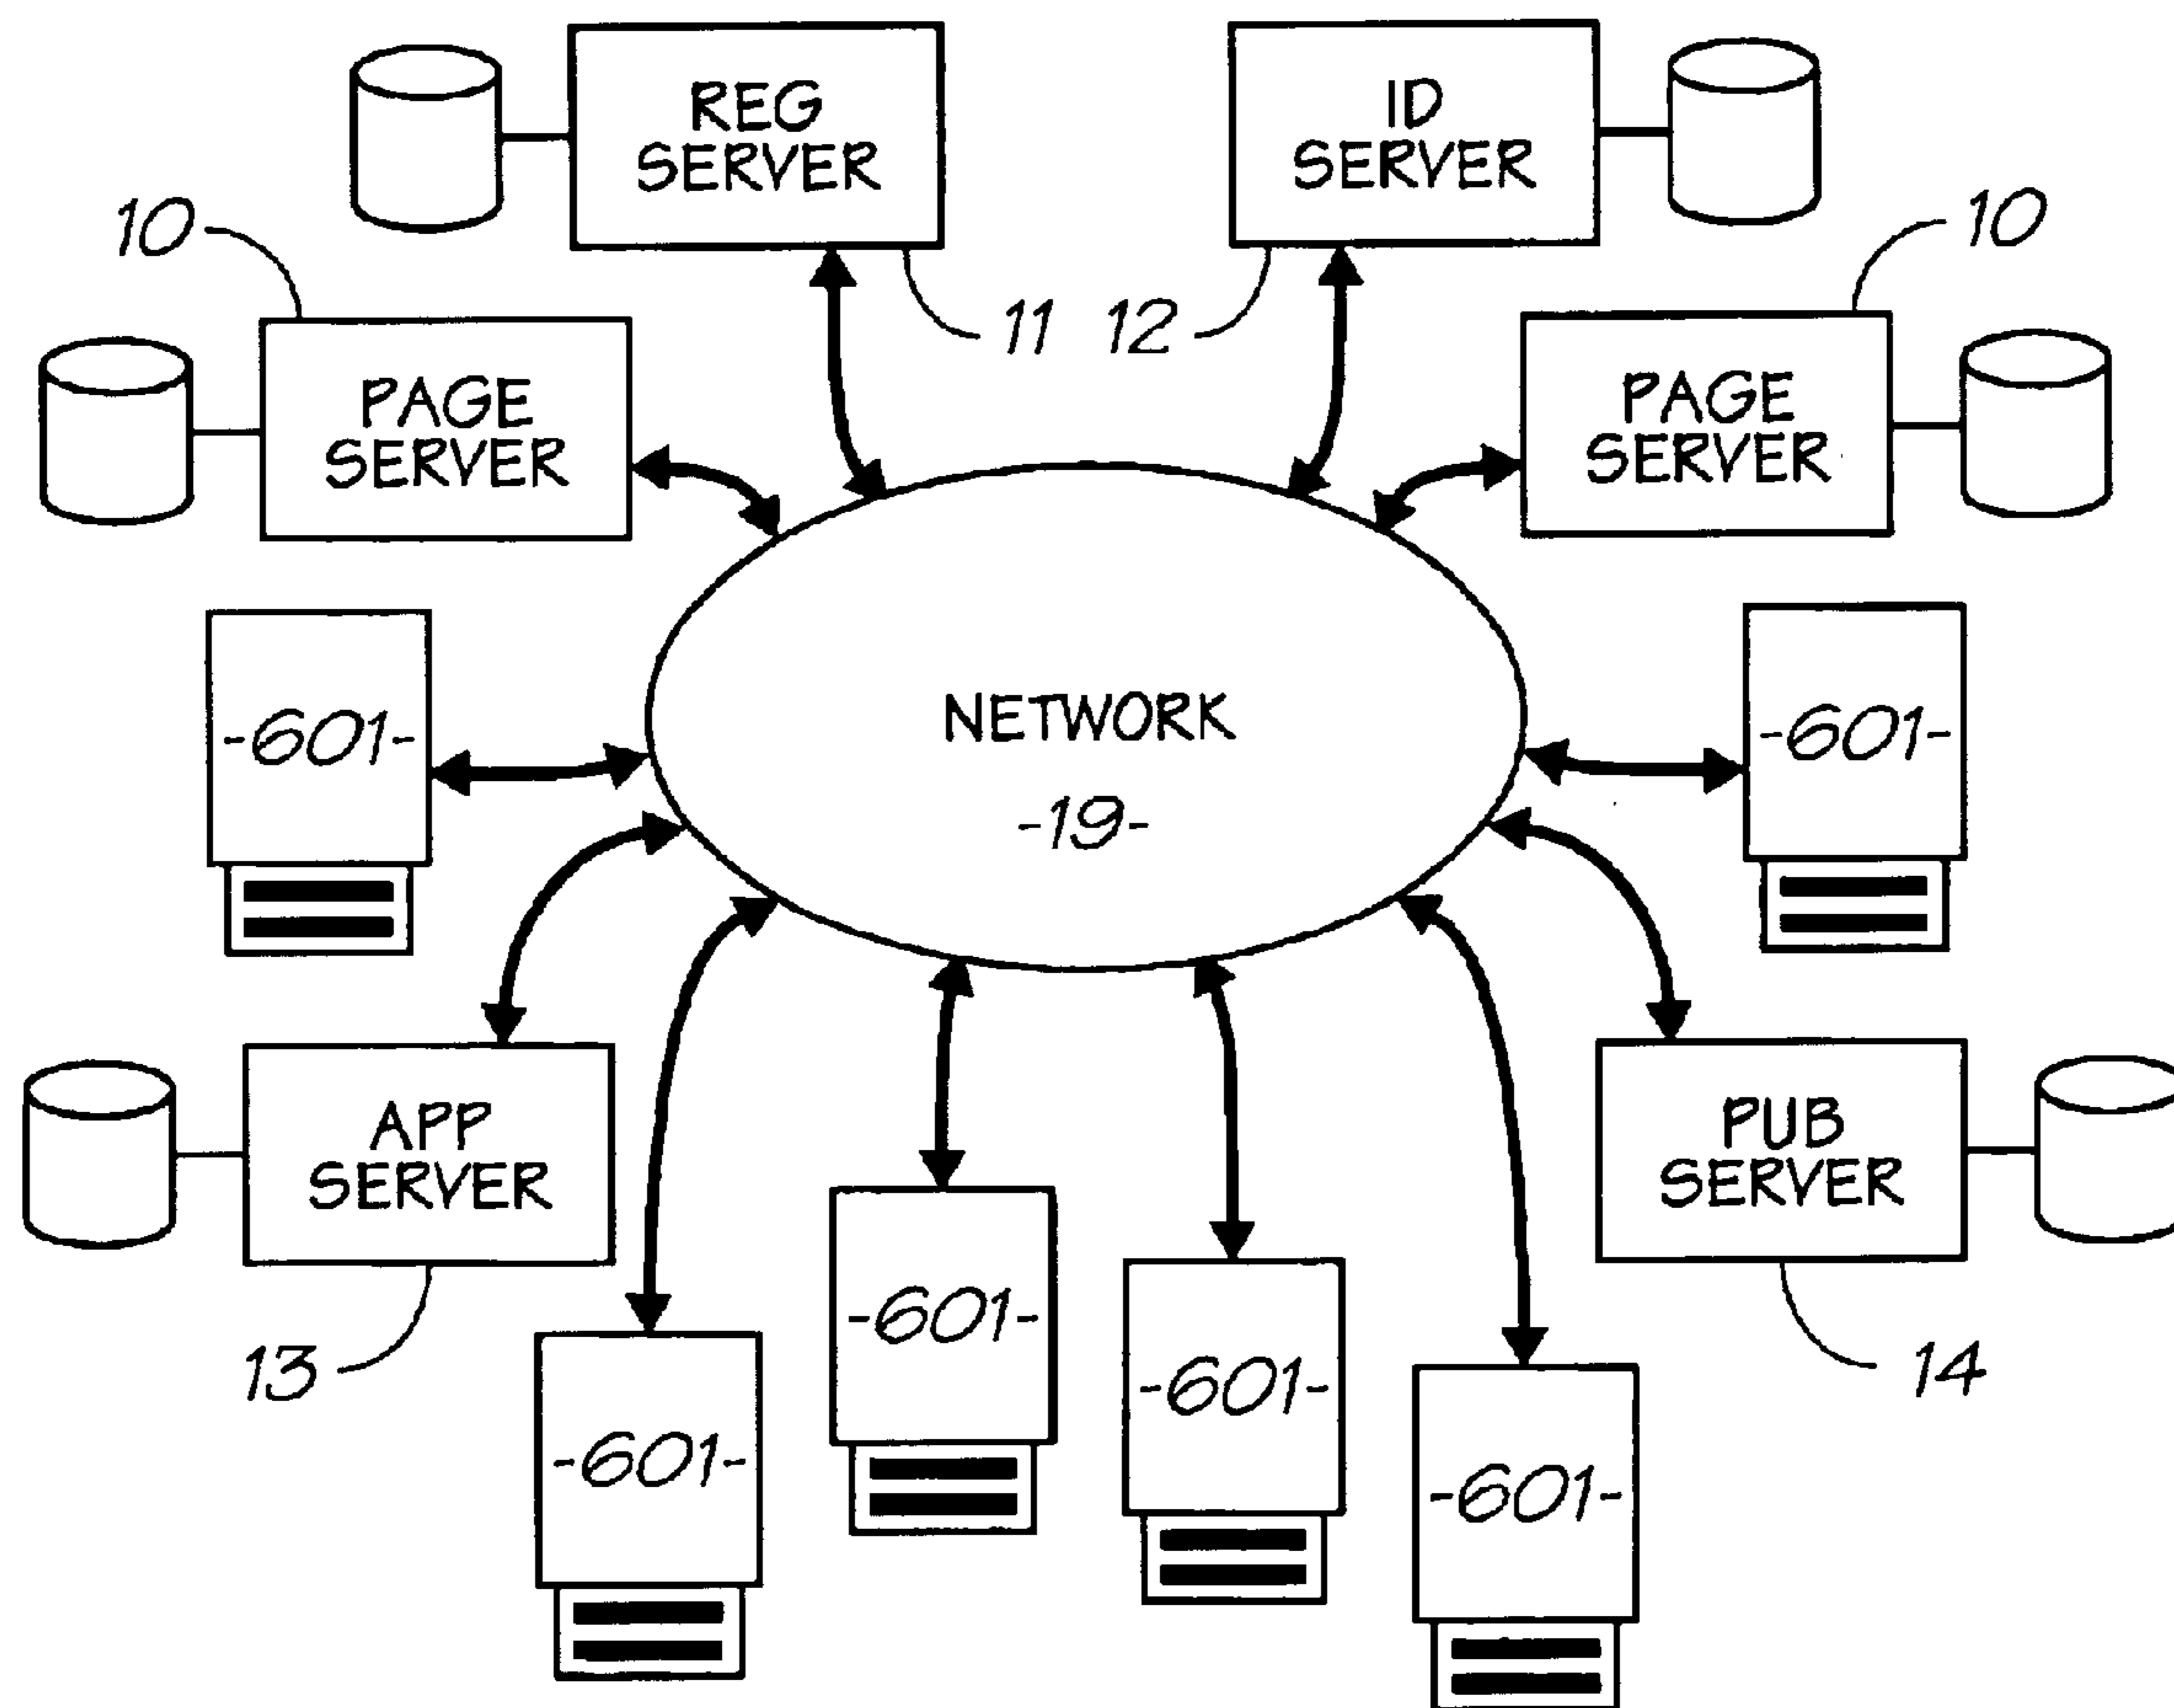 REG
SERVER
ID
SERVER
10
10
11
12
PAGE
SERVER
PAGE
SERVER
-601-
NETWORK
-19-
-601-
APP
SERVER
PUB
SERVER
13
-601-
-601-
-601-
-601-
14